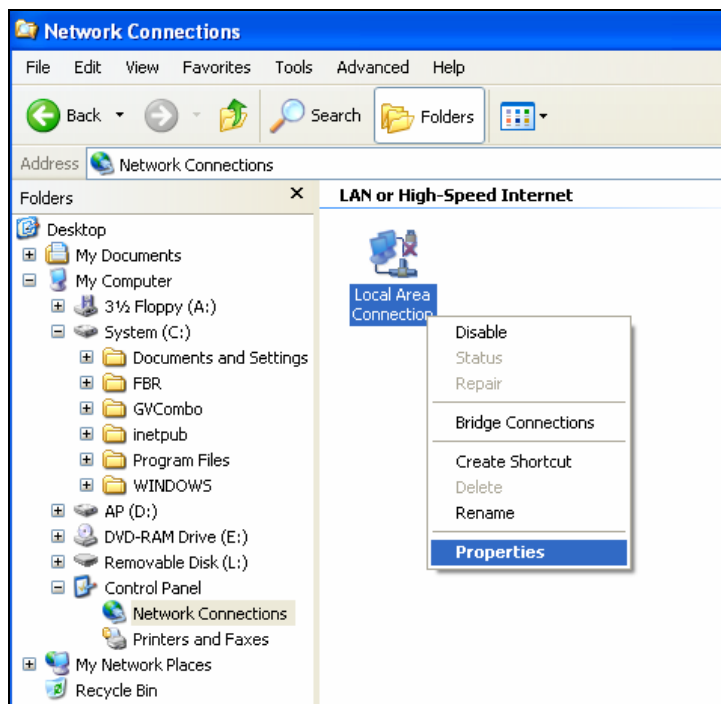 Network Connections
File Edit View Favorites Tools Advanced Help
Back Search Folders
Address Network Connections
Folders
Desktop
My Documents
My Computer
3½ Floppy (A:)
System (C:)
Documents and Settings
FBR
GVCombo
inetpub
Program Files
WINDOWS
AP (D:)
DVD-RAM Drive (E:)
Removable Disk (L:)
Control Panel
Network Connections
Printers and Faxes
My Network Places
Recycle Bin
LAN or High-Speed Internet
Local Area
Connection
Disable
Status
Repair
Bridge Connections
Create Shortcut
Delete
Rename
Properties